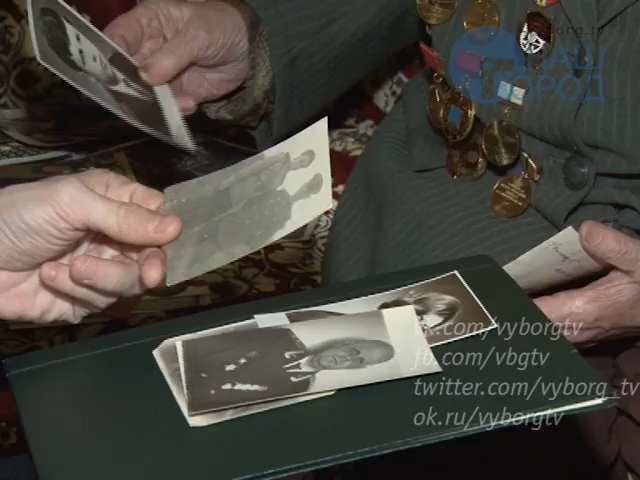 НАШ
ГОРОД
vk.com/vyborgtv
fb.com/vbgtv
twitter.com/vyborg_tv
ok.ru/vyborgtv